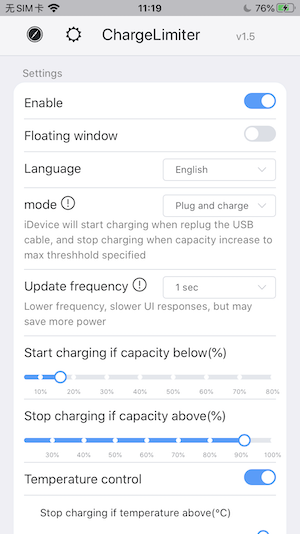 无SIM卡 11:19 76%
ChargeLimiter v1.5
Settings
Enable
Floating window
Language English
mode Plug and charge
iDevice will start charging when replug the USB
cable, and stop charging when capacity increase to
max threshhold specified
Update frequency 1 sec
Lower frequency, slower UI responses, but may
save more power
Start charging if capacity below(%)
10% 20% 30% 40% 50% 60% 70% 80%
Stop charging if capacity above(%)
30% 40% 50% 60% 70% 80% 90% 100%
Temperature control
Stop charging if temperature above(°C)